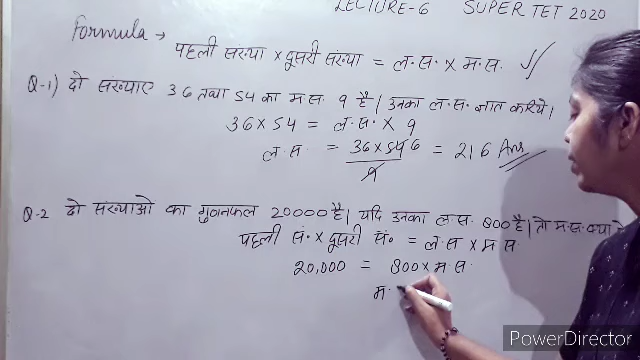 LECTURE-6 SUPER TET 2020
Formula →
पहली संख्या × दूसरी संख्या = ल.स. × म.स.
Q-1) दो संख्याए 36 तथा 54 का म.स. 9 है। उनका ल.स. ज्ञात करिये।
36 × 54 = ल.स. × 9
ल.स = 36 × 54 6 / 9 = 216 Ans
Q-2 दो संख्याओ का गुणनफल 20000 है। यदि उनका ल.स. 800 है। तो म.स. क्या
पहली सं. × दूसरी सं. = ल.स × म.स.
20,000 = 800 × म.स.
म.
PowerDirector